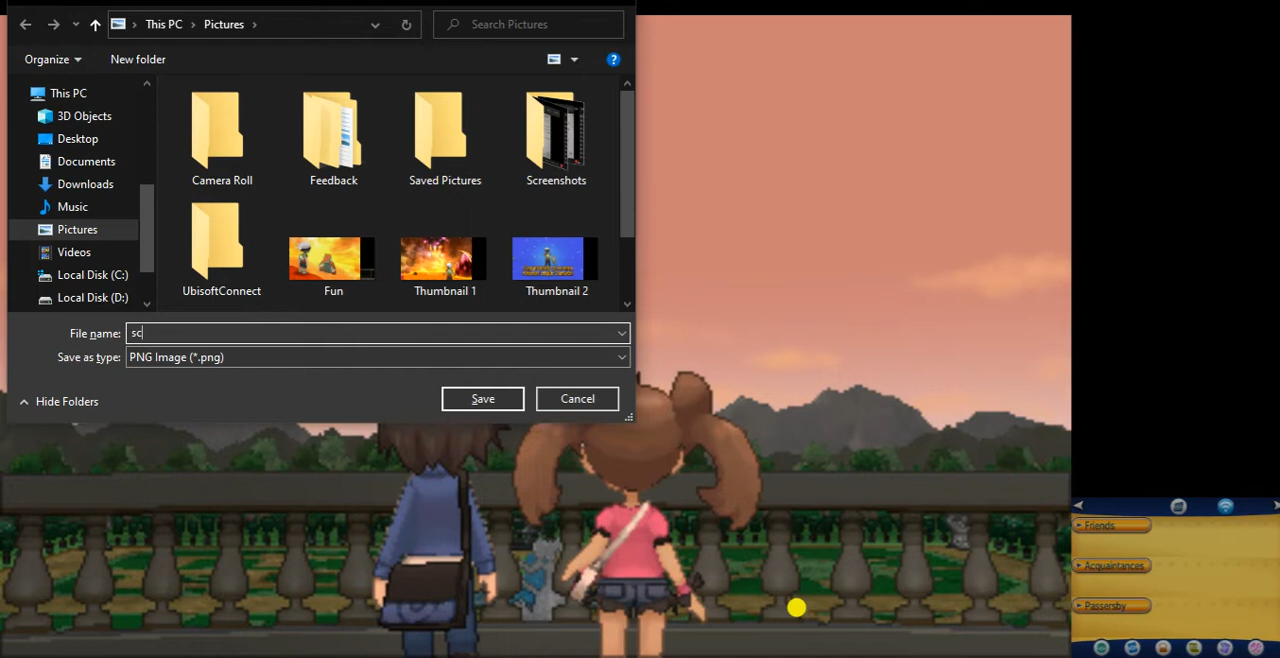 This PC > Pictures >
Search Pictures
Organize
New folder
This PC
3D Objects
Desktop
Documents
Downloads
Music
Pictures
Videos
Local Disk (C:)
Local Disk (D:)
Camera Roll
Feedback
Saved Pictures
Screenshots
UbisoftConnect
Fun
Thumbnail 1
Thumbnail 2
File name: sc
Save as type: PNG Image (*.png)
Hide Folders
Save
Cancel
Friends
Acquaintances
Passersby